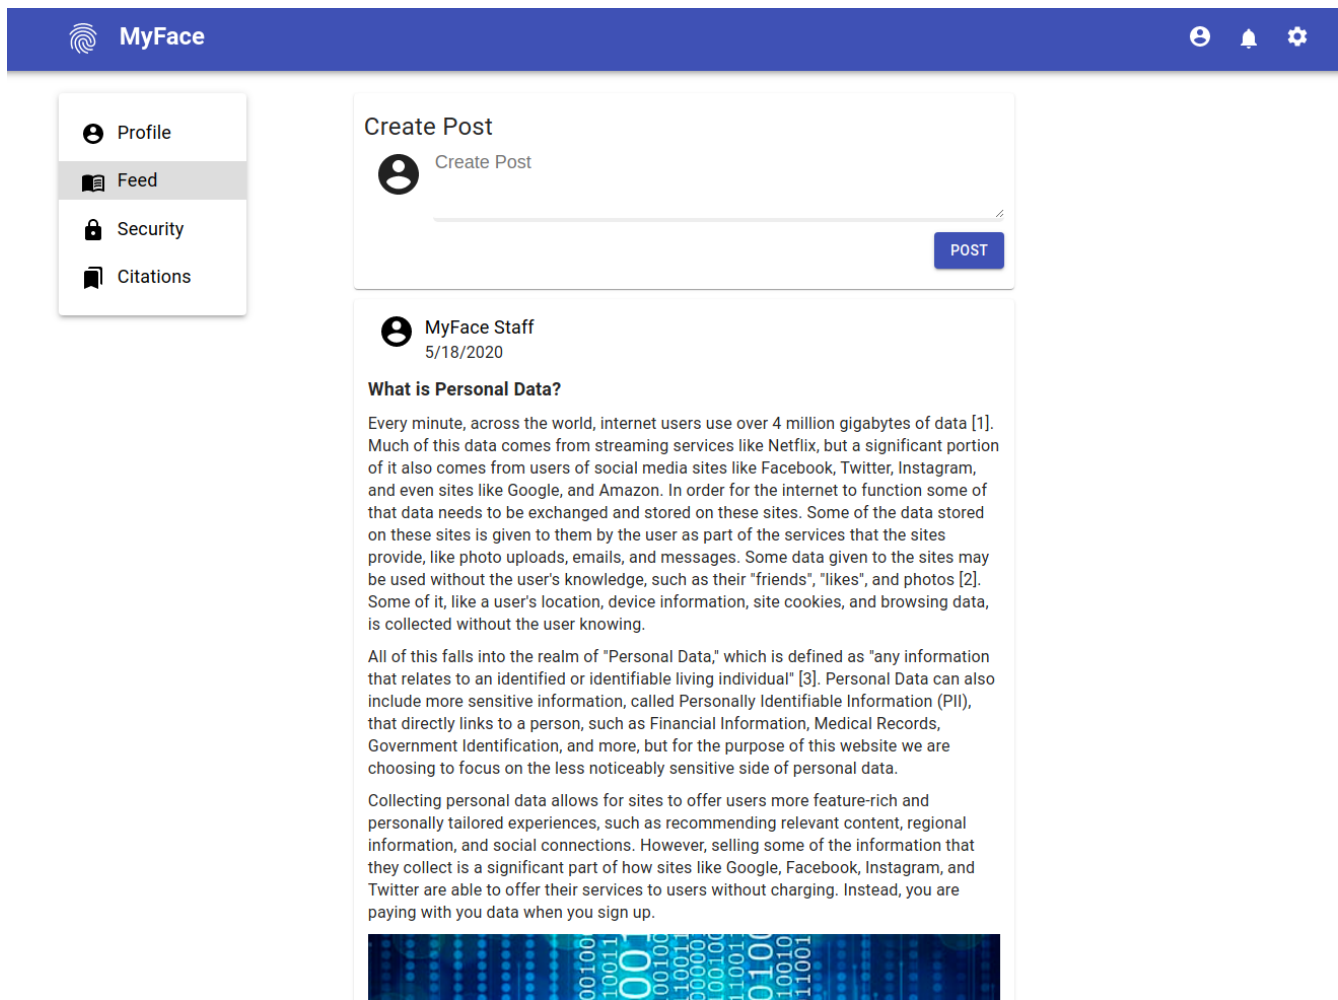 MyFace
Profile
Feed
Security
Citations
Create Post
Create Post
POST
MyFace Staff
5/18/2020
What is Personal Data?
Every minute, across the world, internet users use over 4 million gigabytes of data [1].
Much of this data comes from streaming services like Netflix, but a significant portion
of it also comes from users of social media sites like Facebook, Twitter, Instagram,
and even sites like Google, and Amazon. In order for the internet to function some of
that data needs to be exchanged and stored on these sites. Some of the data stored
on these sites is given to them by the user as part of the services that the sites
provide, like photo uploads, emails, and messages. Some data given to the sites may
be used without the user's knowledge, such as their "friends", "likes", and photos [2].
Some of it, like a user's location, device information, site cookies, and browsing data,
is collected without the user knowing.
All of this falls into the realm of "Personal Data," which is defined as "any information
that relates to an identified or identifiable living individual" [3]. Personal Data can also
include more sensitive information, called Personally Identifiable Information (PII),
that directly links to a person, such as Financial Information, Medical Records,
Government Identification, and more, but for the purpose of this website we are
choosing to focus on the less noticeably sensitive side of personal data.
Collecting personal data allows for sites to offer users more feature-rich and
personally tailored experiences, such as recommending relevant content, regional
information, and social connections. However, selling some of the information that
they collect is a significant part of how sites like Google, Facebook, Instagram, and
Twitter are able to offer their services to users without charging. Instead, you are
paying with you data when you sign up.